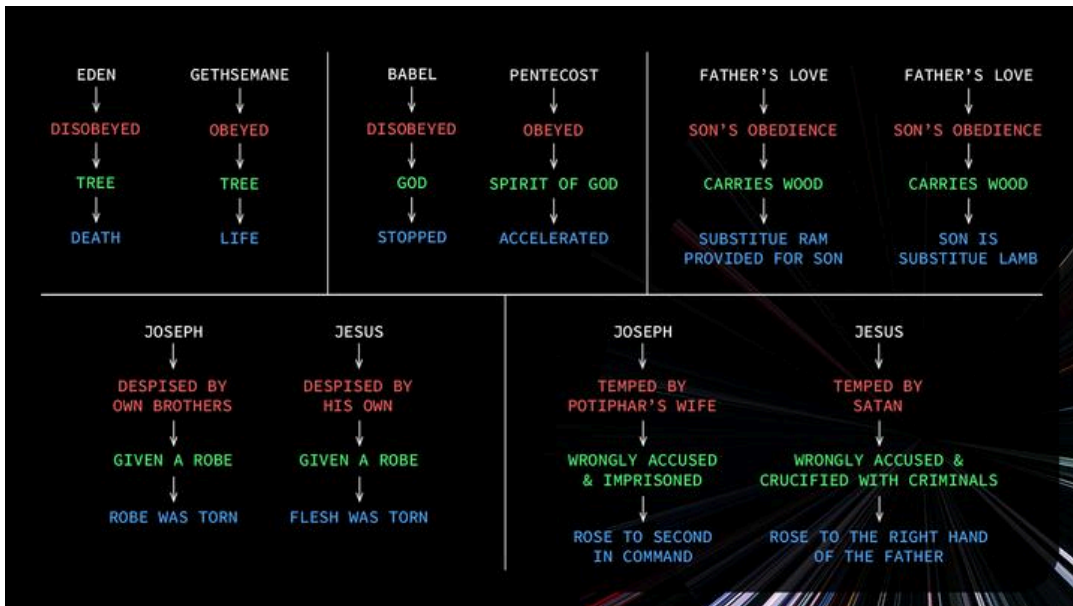 EDEN
DISOBEYED
TREE
DEATH
GETHSEMANE
OBEYED
TREE
LIFE
BABEL
DISOBEYED
GOD
STOPPED
PENTECOST
OBEYED
SPIRIT OF GOD
ACCELERATED
FATHER'S LOVE
SON'S OBEDIENCE
CARRIES WOOD
SUBSTITUE RAM
PROVIDED FOR SON
FATHER'S LOVE
SON'S OBEDIENCE
CARRIES WOOD
SON IS
SUBSTITUE LAMB
JOSEPH
DESPISED BY
OWN BROTHERS
GIVEN A ROBE
ROBE WAS TORN
JESUS
DESPISED BY
HIS OWN
GIVEN A ROBE
FLESH WAS TORN
JOSEPH
TEMPED BY
POTIPHAR'S WIFE
WRONGLY ACCUSED
& IMPRISONED
ROSE TO SECOND
IN COMMAND
JESUS
TEMPED BY
SATAN
WRONGLY ACCUSED &
CRUCIFIED WITH CRIMINALS
ROSE TO THE RIGHT HAND
OF THE FATHER